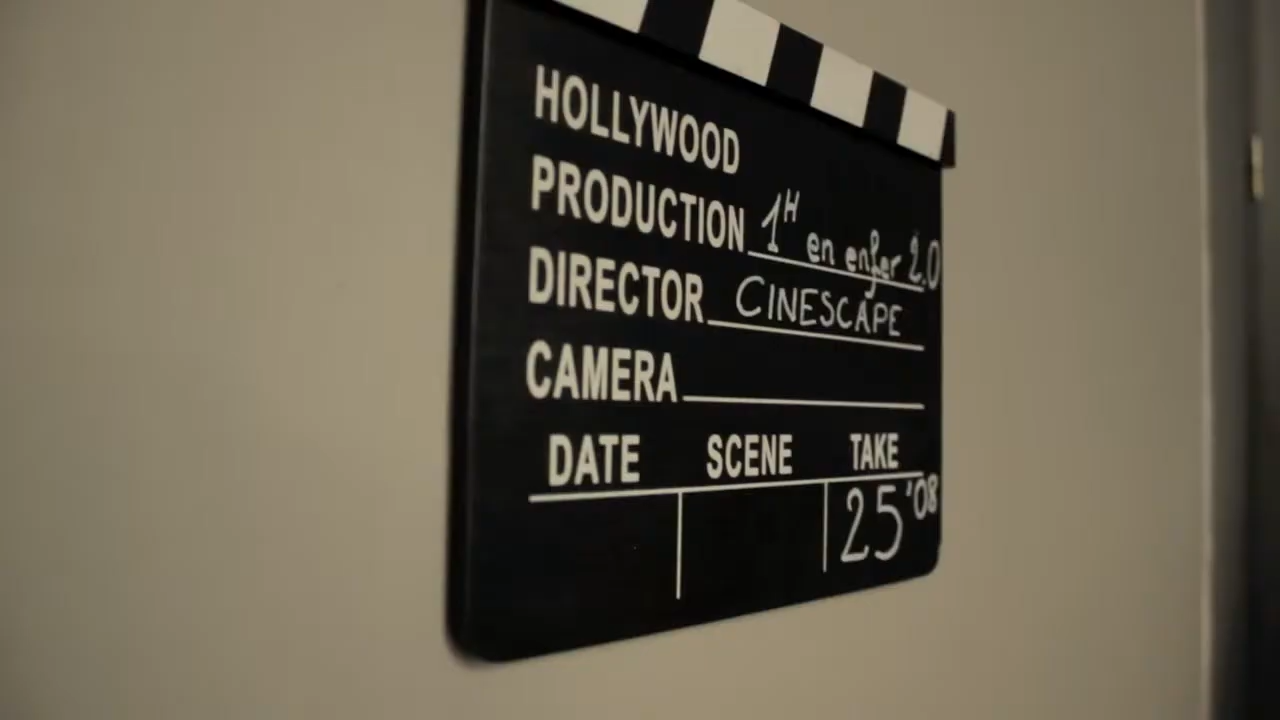 HOLLYWOOD
PRODUCTION 1H en enfer 2.0
DIRECTOR CINESCAPE
CAMERA
DATE SCENE TAKE
25'08